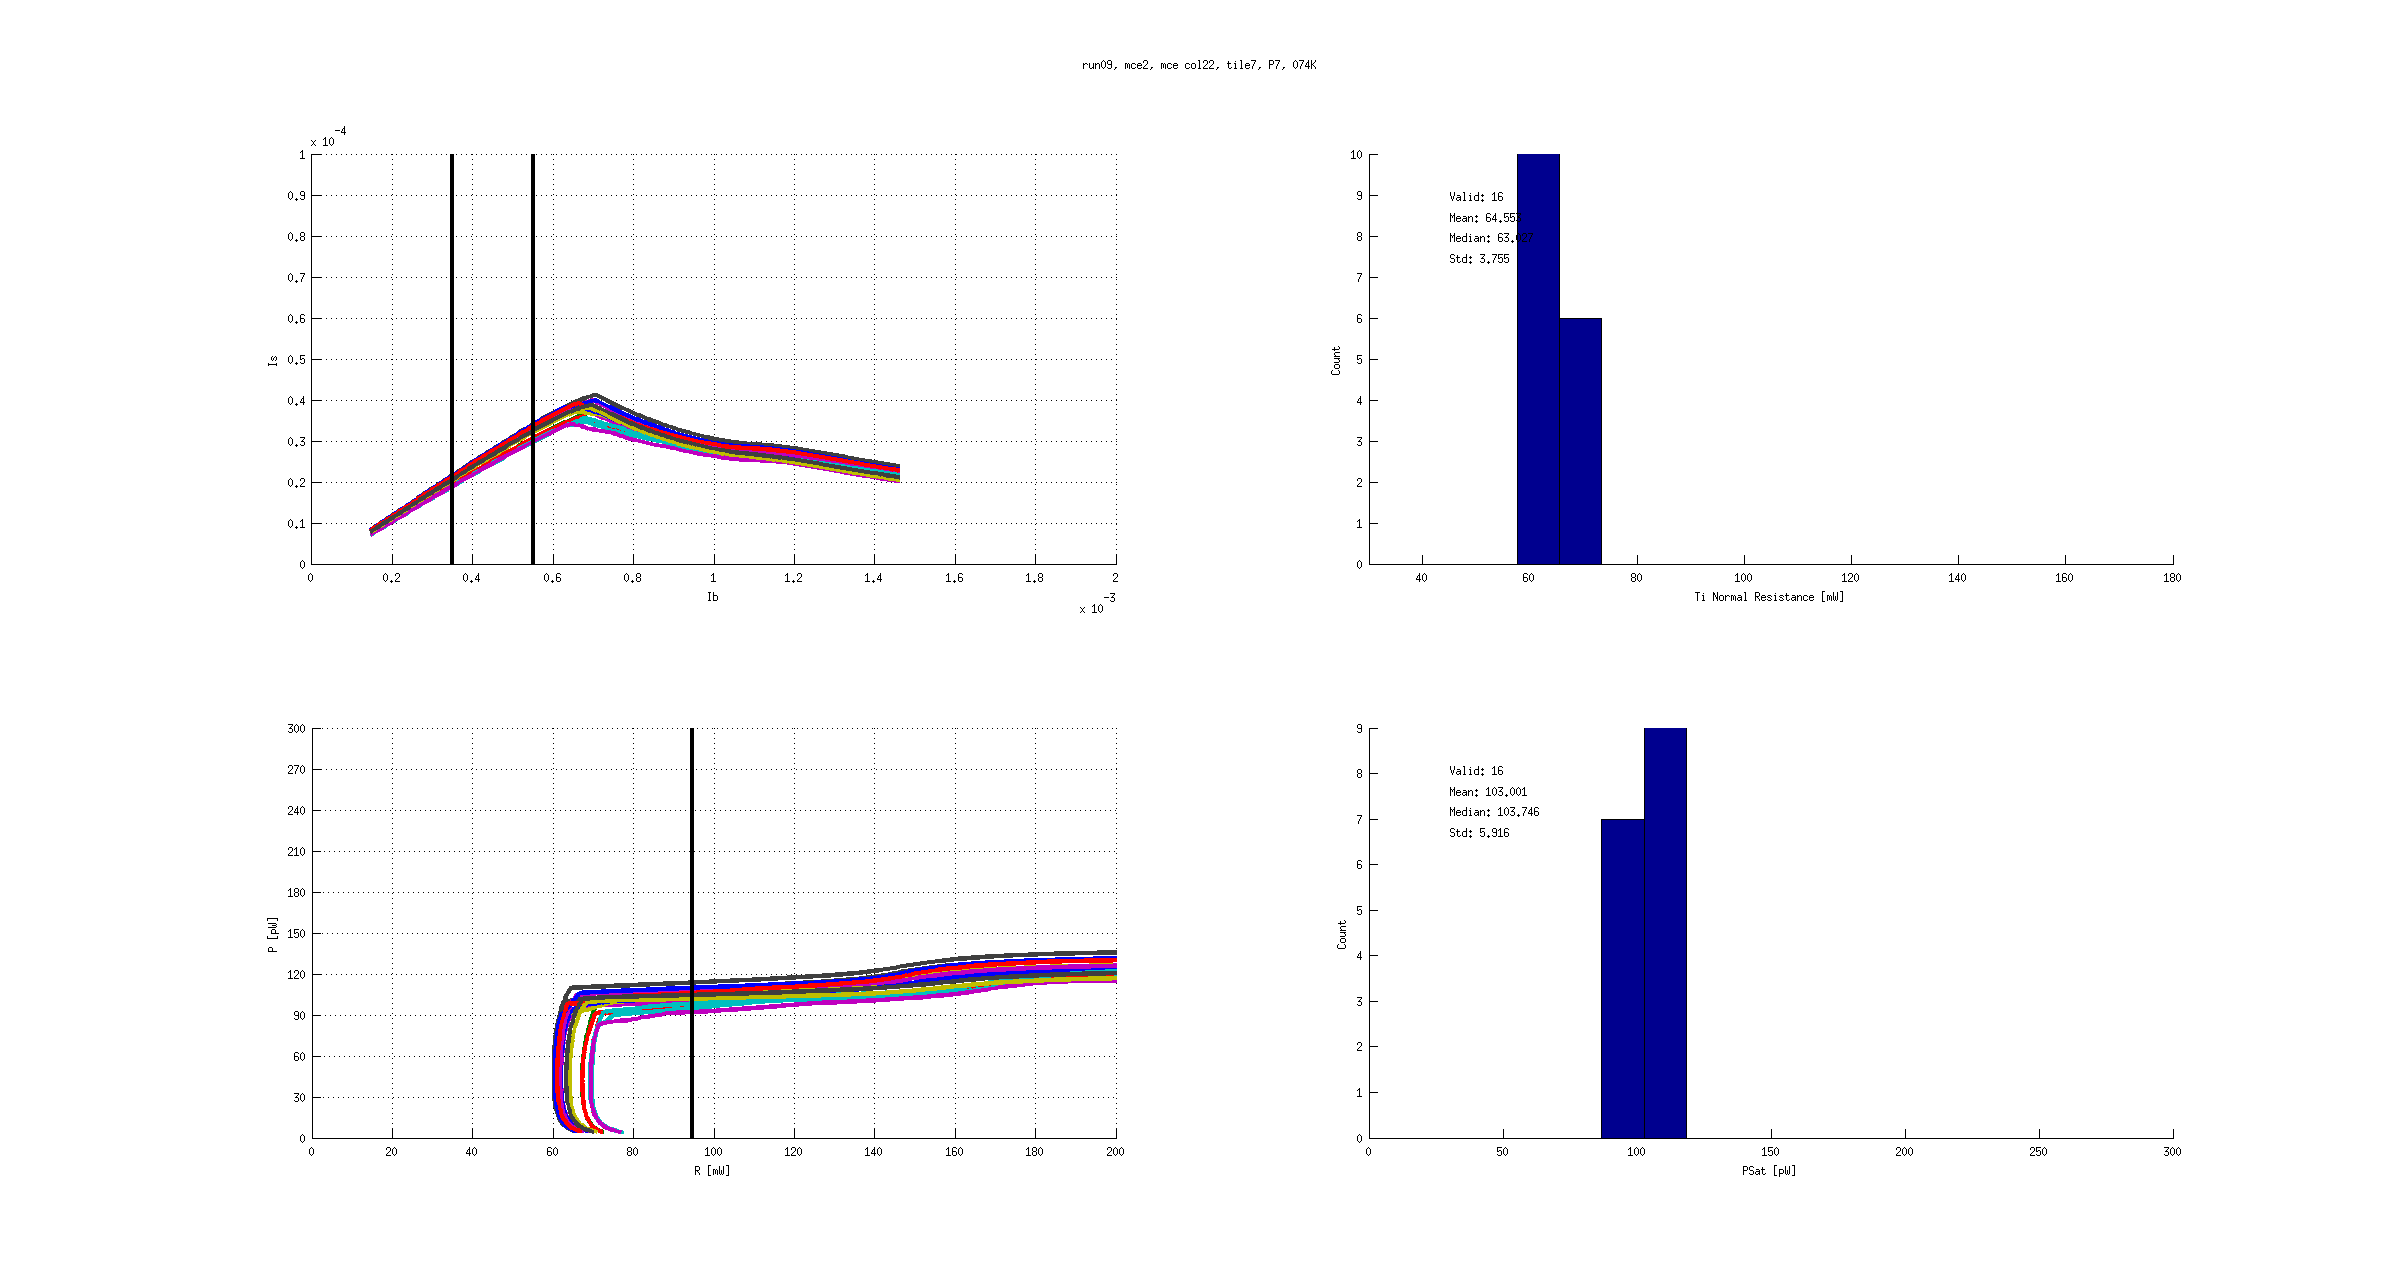 run09, mce2, mce col22, tile7, P7, 074K
x 10
-4
1
0.9
0.8
0.7
0.6
0.5
0.4
0.3
0.2
0.1
0
Is
0 0.2 0.4 0.6 0.8 1 1.2 1.4 1.6 1.8 2
Ib
x 10
-3
10
9
8
7
6
5
4
3
2
1
0
Count
Valid: 16
Mean: 64.55
Median: 63.
Std: 3.755
40 60 80 100 120 140 160 180
Ti Normal Resistance [mW]
300
270
240
210
180
150
120
90
60
30
0
P [pW]
0 20 40 60 80 100 120 140 160 180 200
R [mW]
9
8
7
6
5
4
3
2
1
0
Count
Valid: 16
Mean: 103.001
Median: 103.746
Std: 5.916
0 50 100 150 200 250 300
PSat [pW]